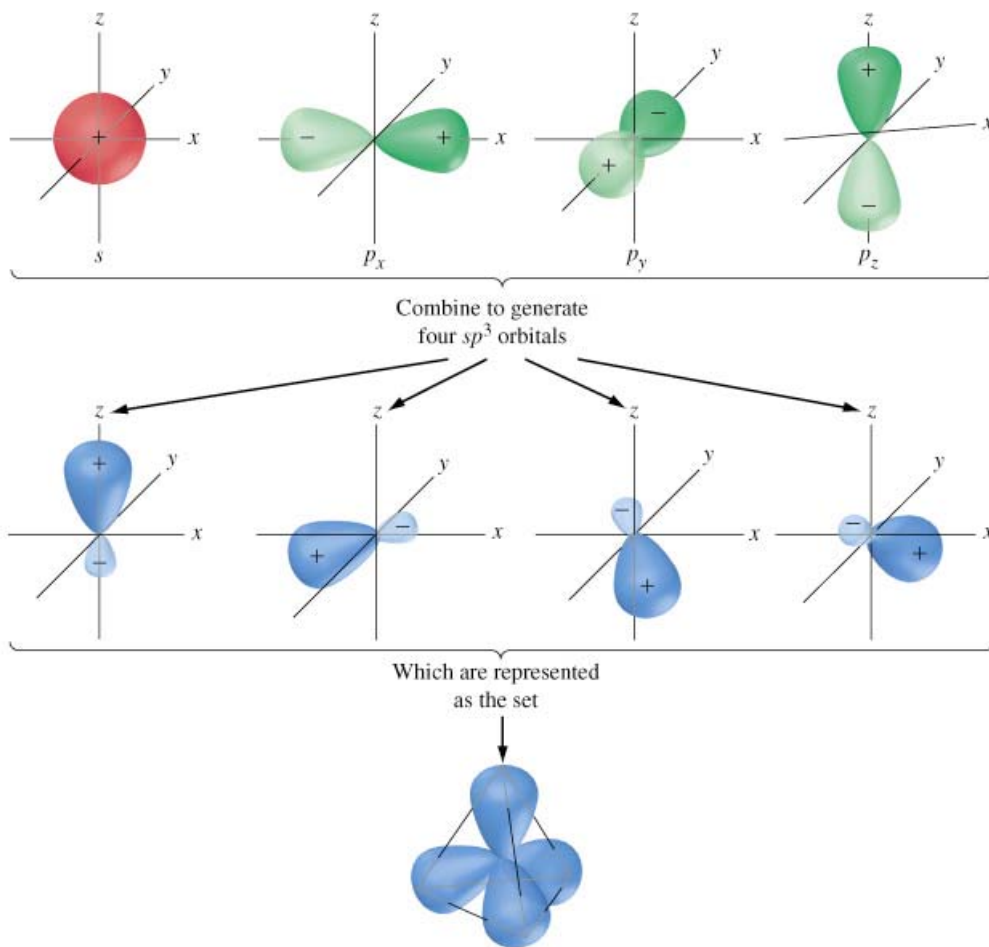 z z z z
y y y y
+ − + − + + −
x x x x
s p_x p_y p_z
Combine to generate
four sp³ orbitals
z z z z
y y y y
+ − + − − + − +
x x x x
Which are represented
as the set